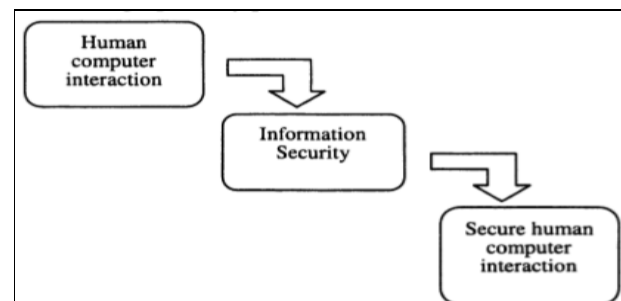 Human
computer
interaction
Information
Security
Secure human
computer
interaction